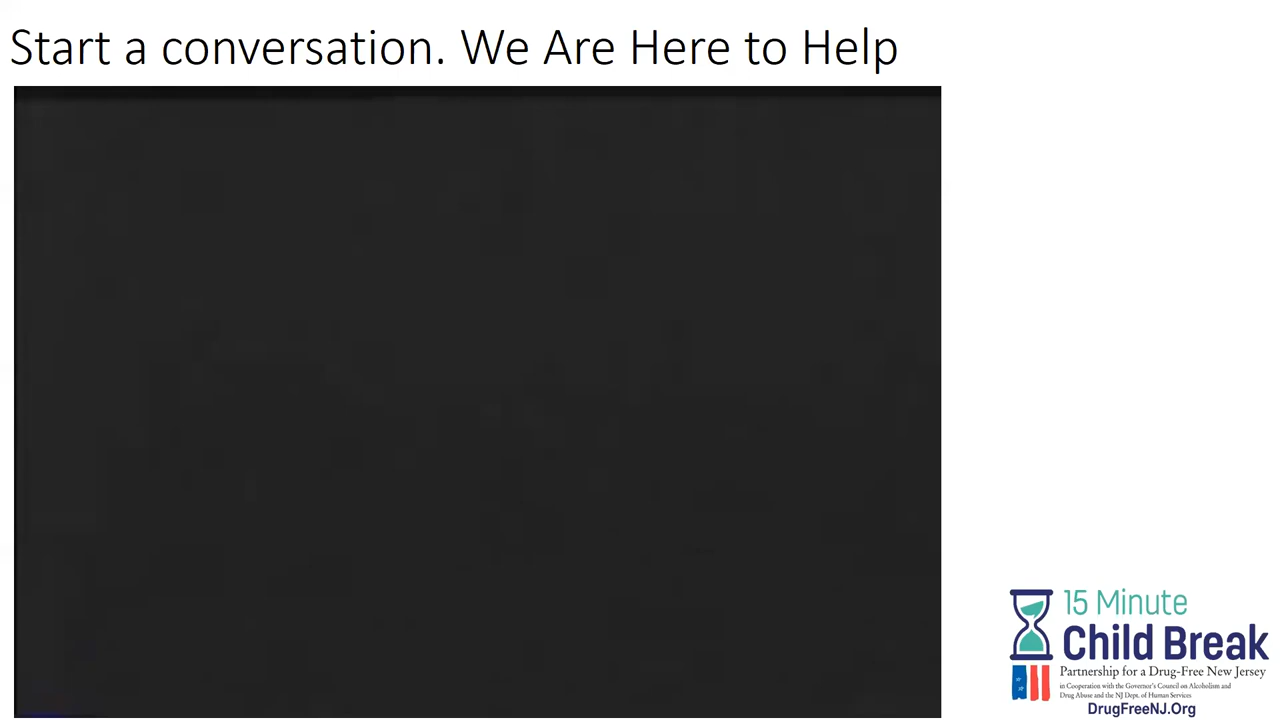 Start a conversation. We Are Here to Help
15 Minute
Child Break
Partnership for a Drug-Free New Jersey
in Cooperation with the Governor's Council on Alcoholism and
Drug Abuse and the NJ Dept. of Human Services
DrugFreeNJ.Org